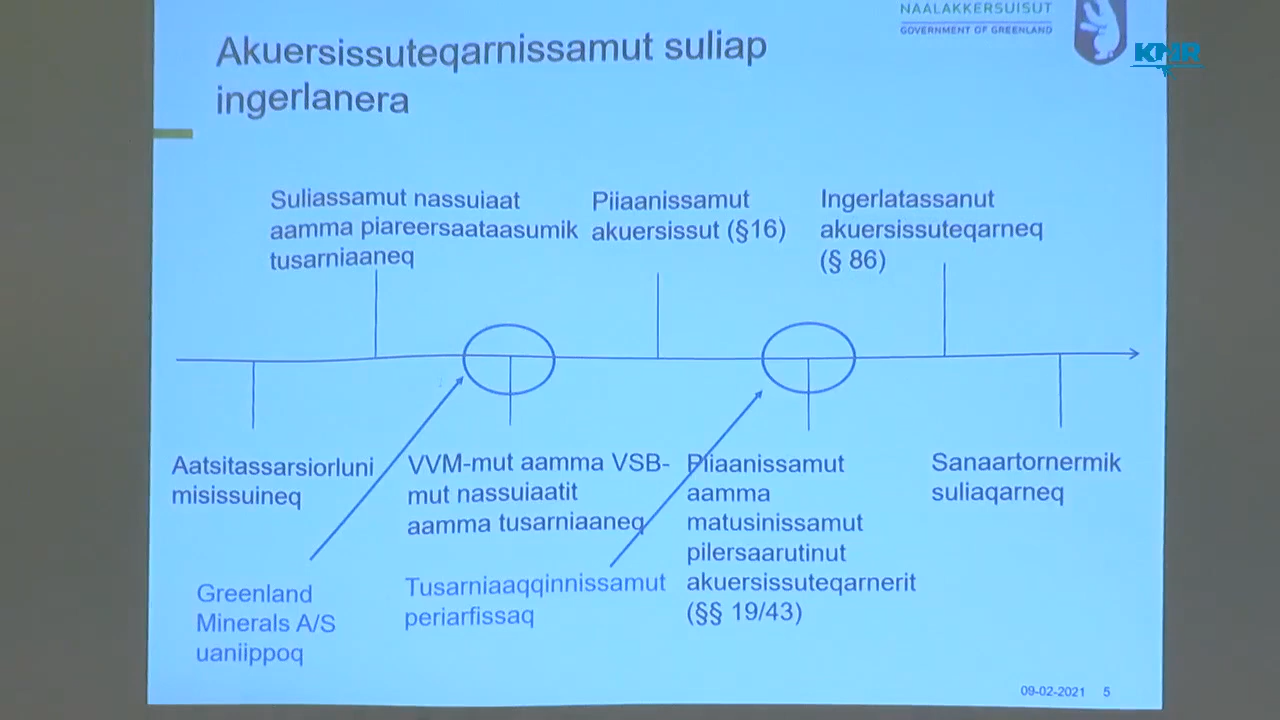 NAALAKKERSUISUT
GOVERNMENT OF GREENLAND
KNR
Akuersissuteqarnissamut suliap
ingerlanera
Suliassamut nassuiaat
aamma piareersaataasumik
tusarniaaneq
Piiaanissamut
akuersissut (§16)
Ingerlatassanut
akuersissuteqarneq
(§ 86)
Aatsitassarsiorluni
misissuineq
VVM-mut aamma VSB-
mut nassuiaatit
aamma tusarniaaneq
Piiaanissamut
aamma
matusinissamut
pilersaarutinut
akuersissuteqarnerit
(§§ 19/43)
Sanaartornermik
suliaqarneq
Greenland
Minerals A/S
uaniippoq
Tusarniaaqqinnissamut
periarfissaq
09-02-2021 5